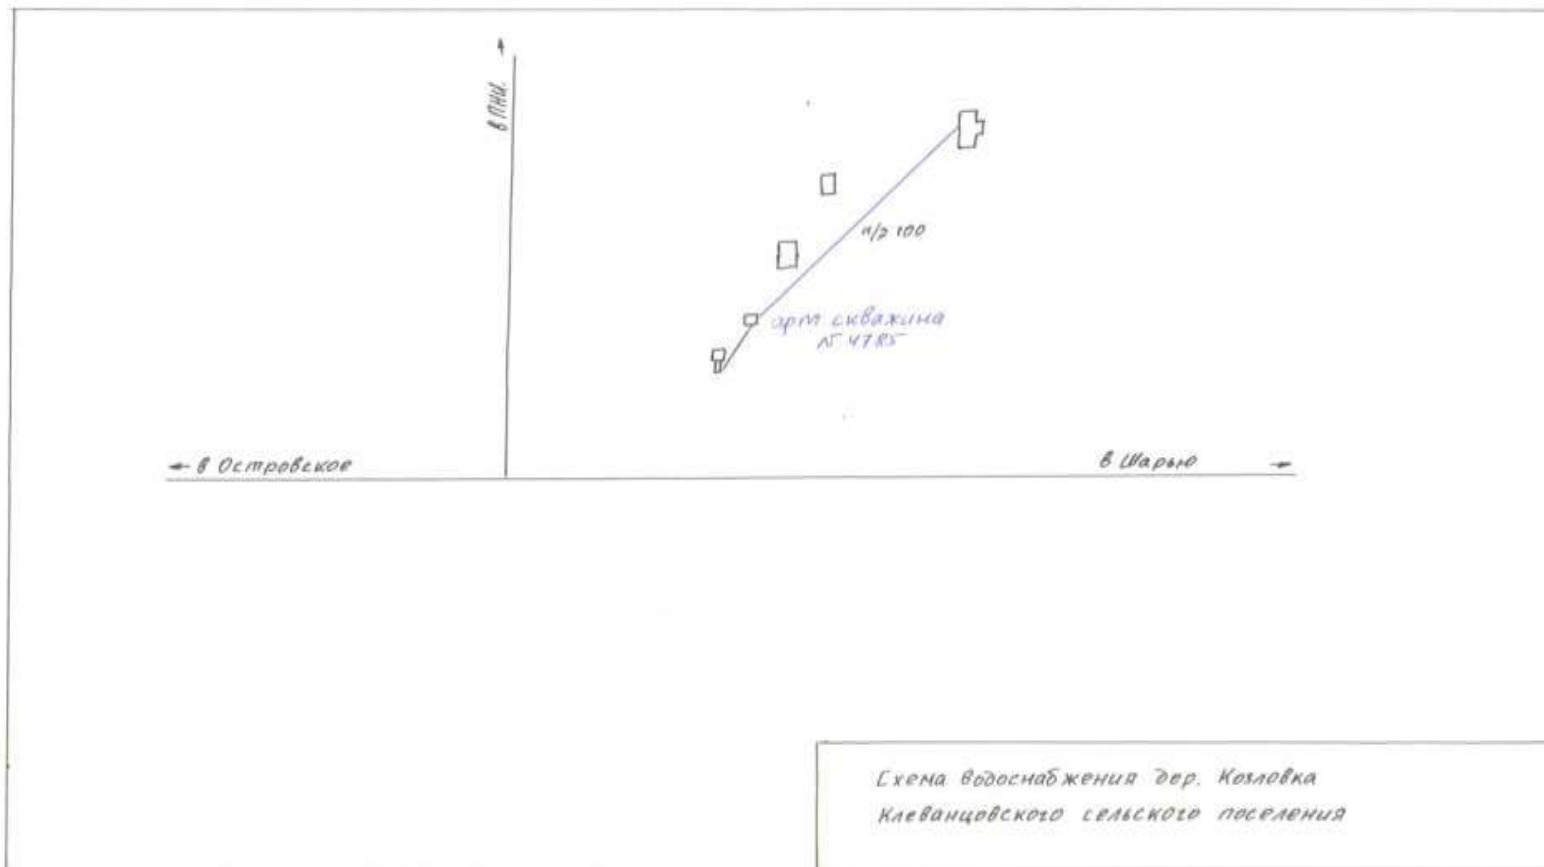 в ПНИ.
п/э 100
арт скважина
№ 4785
в Островское
в Шарью
Схема водоснабжения дер. Козловка
Клеванцовского сельского поселения